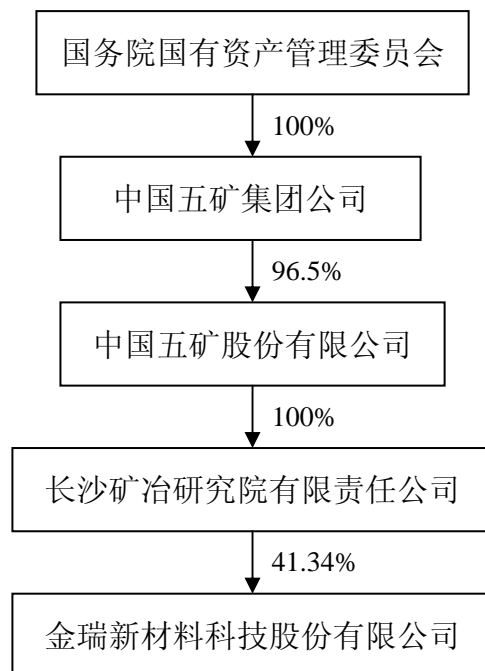 国务院国有资产管理委员会
100%
中国五矿集团公司
96.5%
中国五矿股份有限公司
100%
长沙矿冶研究院有限责任公司
41.34%
金瑞新材料科技股份有限公司